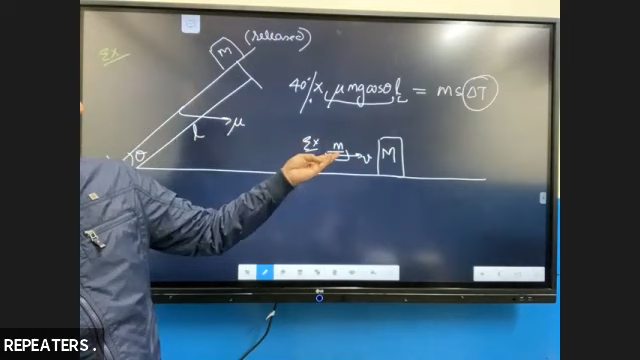 Ex
m (released)
40% x, μmgcosθ l = ms ΔT
μ
l
θ
Ex m v M
REPEATERS .